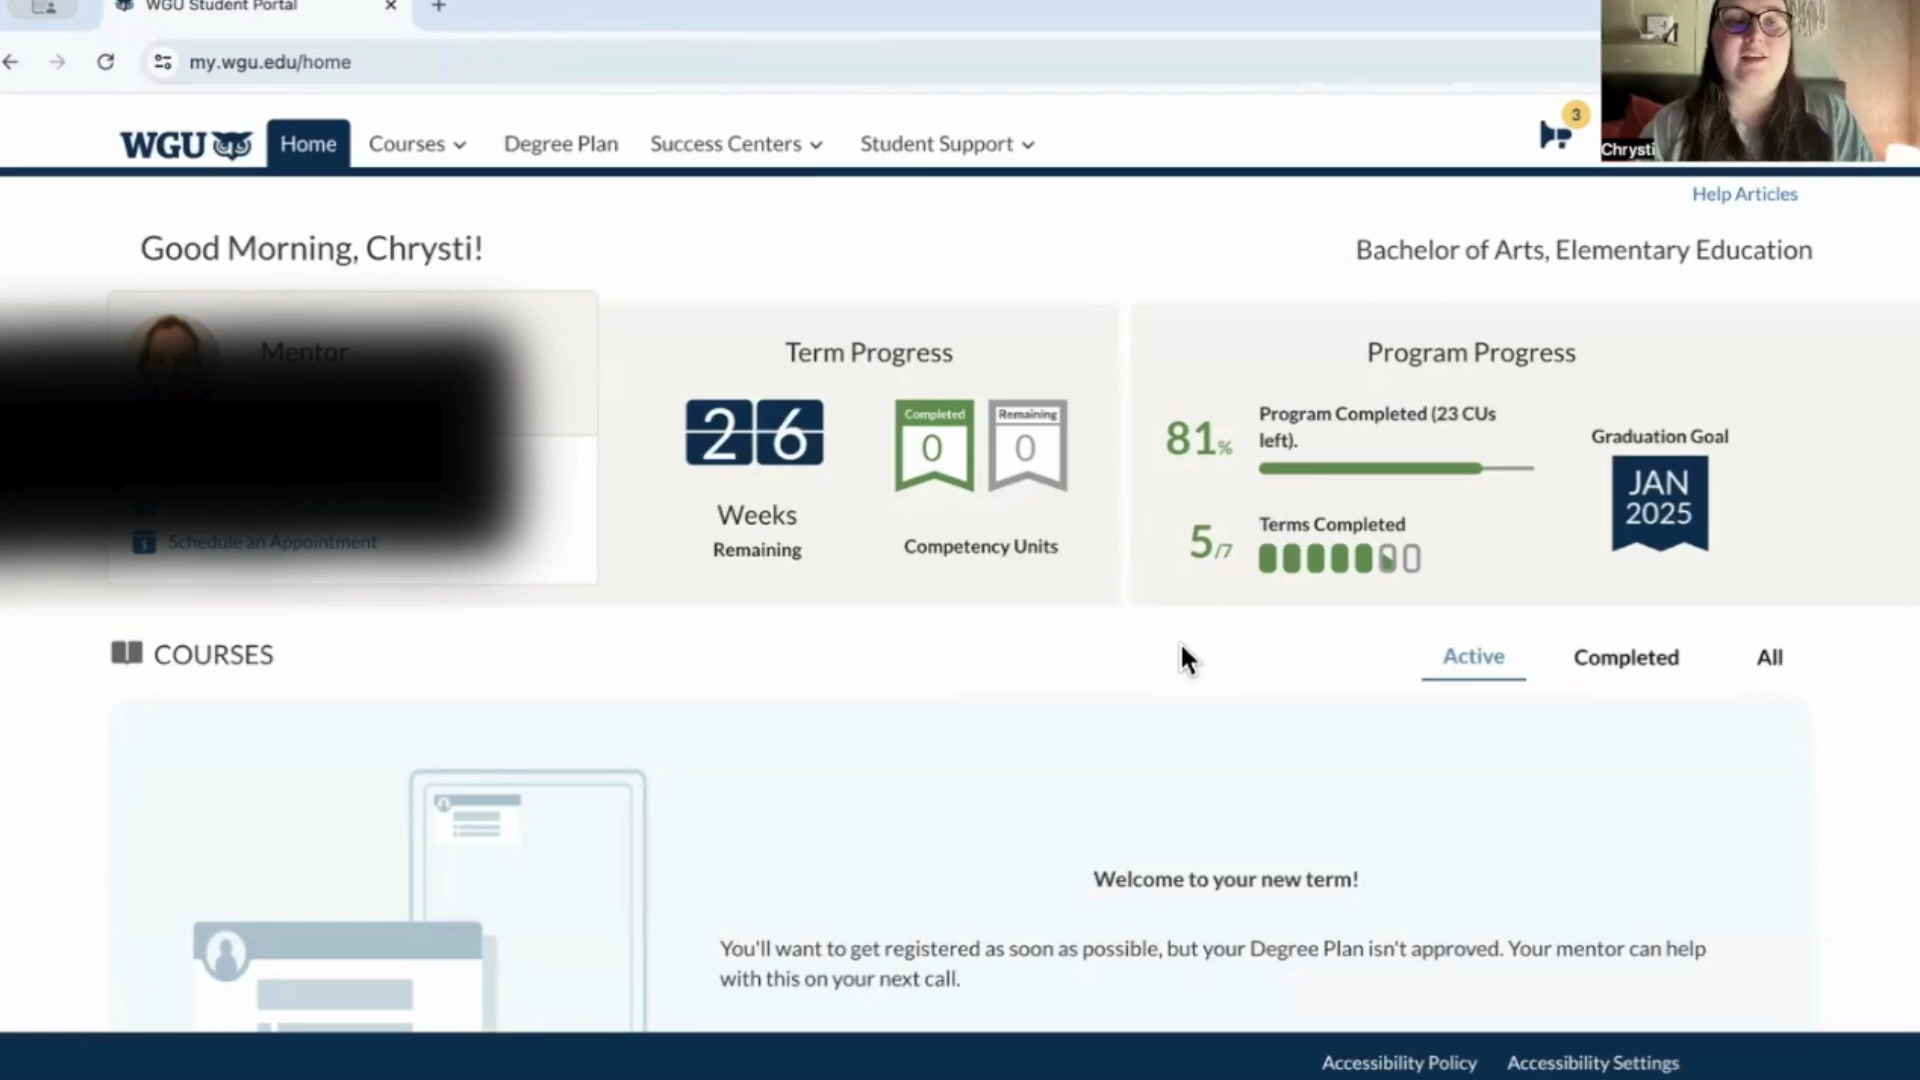 WGU Student Portal
my.wgu.edu/home
WGU
Home
Courses
Degree Plan
Success Centers
Student Support
3
Chrysti
Help Articles
Good Morning, Chrysti!
Bachelor of Arts, Elementary Education
Mentor
Schedule an Appointment
Term Progress
26
Weeks
Remaining
Completed
0
Remaining
0
Competency Units
Program Progress
81%
Program Completed (23 CUs
left).
5/7
Terms Completed
Graduation Goal
JAN
2025
COURSES
Active
Completed
All
Welcome to your new term!
You'll want to get registered as soon as possible, but your Degree Plan isn't approved. Your mentor can help
with this on your next call.
Accessibility Policy
Accessibility Settings